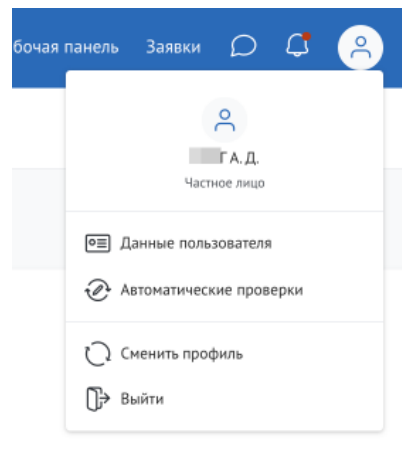 бочая панель Заявки
Г А. Д.
Частное лицо
Данные пользователя
Автоматические проверки
Сменить профиль
Выйти